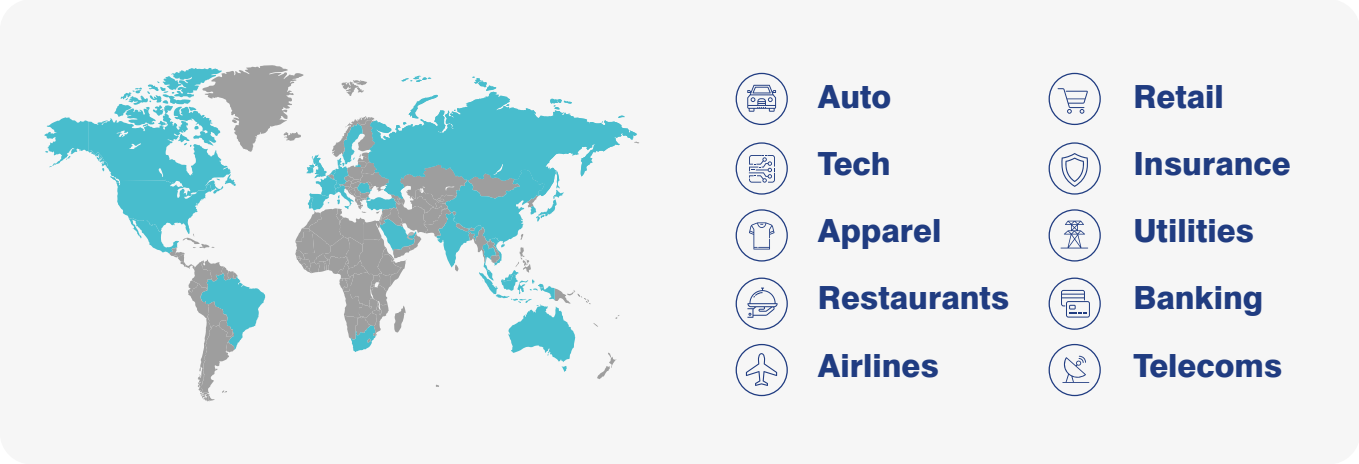 Auto
Tech
Apparel
Restaurants
Airlines
Retail
Insurance
Utilities
Banking
Telecoms